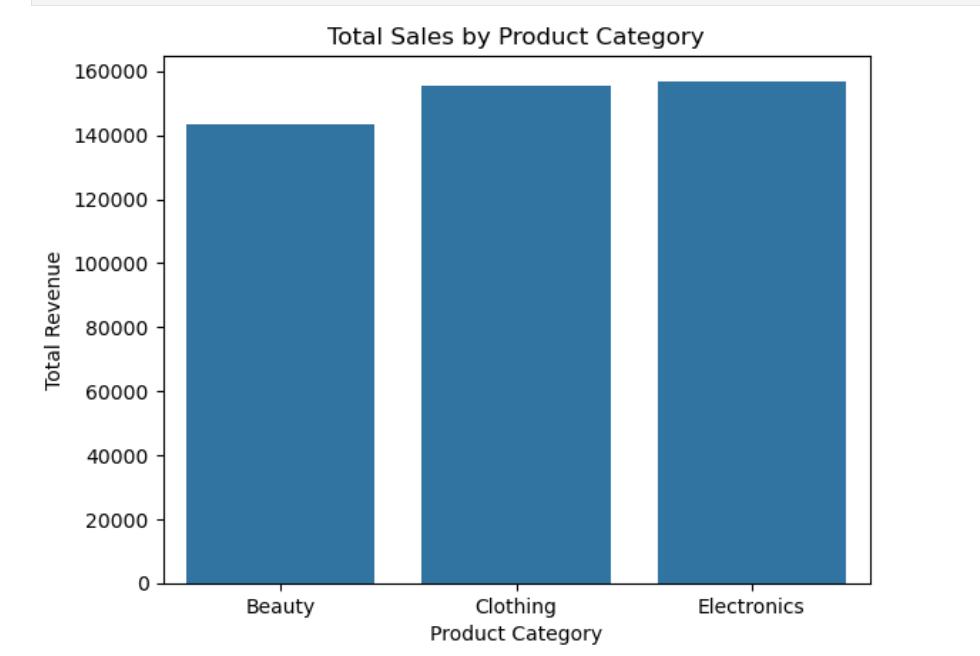 Total Sales by Product Category
160000
140000
120000
100000
80000
60000
40000
20000
0
Total Revenue
Beauty Clothing Electronics
Product Category